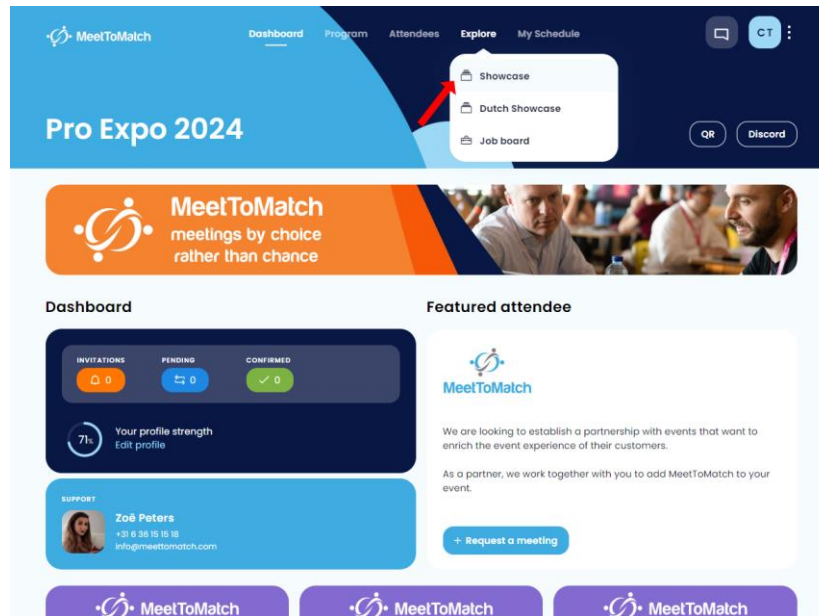 MeetToMatch
Dashboard Program Attendees Explore My Schedule
CT
Showcase
Dutch Showcase
Job board
Pro Expo 2024
QR Discord
MeetToMatch
meetings by choice
rather than chance
Dashboard
INVITATIONS PENDING CONFIRMED
0 0 0
71%
Your profile strength
Edit profile
SUPPORT
Zoë Peters
+31 6 36 15 15 18
info@meettomatch.com
Featured attendee
MeetToMatch
We are looking to establish a partnership with events that want to
enrich the event experience of their customers.
As a partner, we work together with you to add MeetToMatch to your
event.
+ Request a meeting
MeetToMatch MeetToMatch MeetToMatch